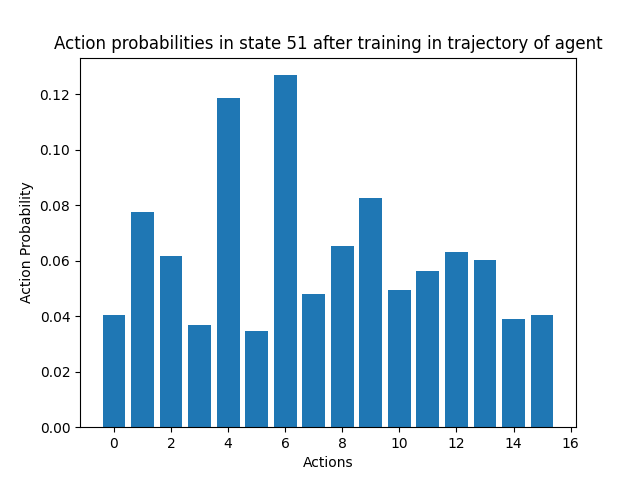 Action probabilities in state 51 after training in trajectory of agent
0.12
0.10
0.08
0.06
0.04
0.02
0.00
Action Probability
0 2 4 6 8 10 12 14 16
Actions